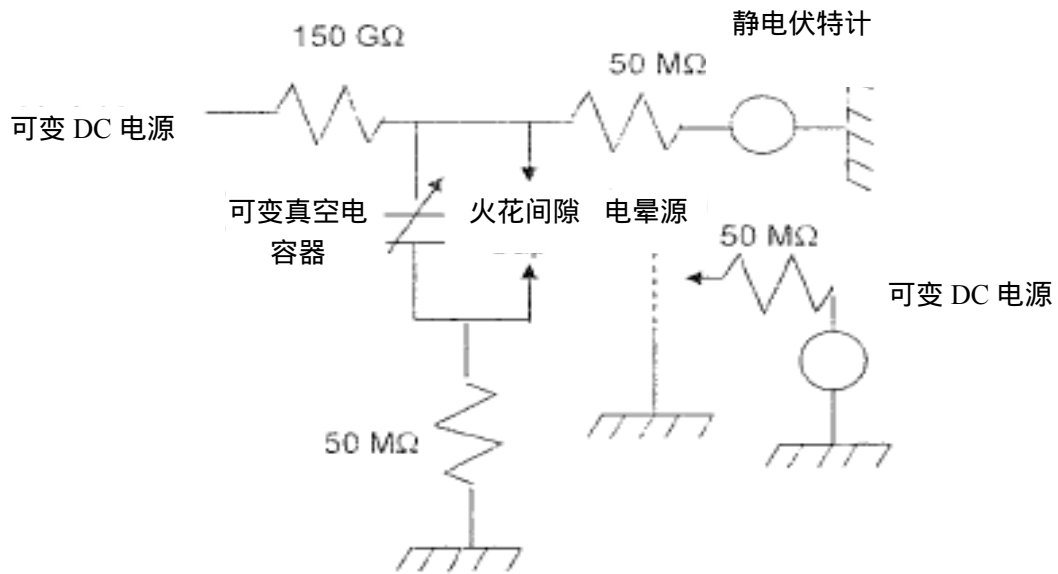 静电伏特计
150 GΩ
50 MΩ
可变 DC 电源
可变真空电
容器
火花间隙
电晕源
50 MΩ
可变 DC 电源
50 MΩ